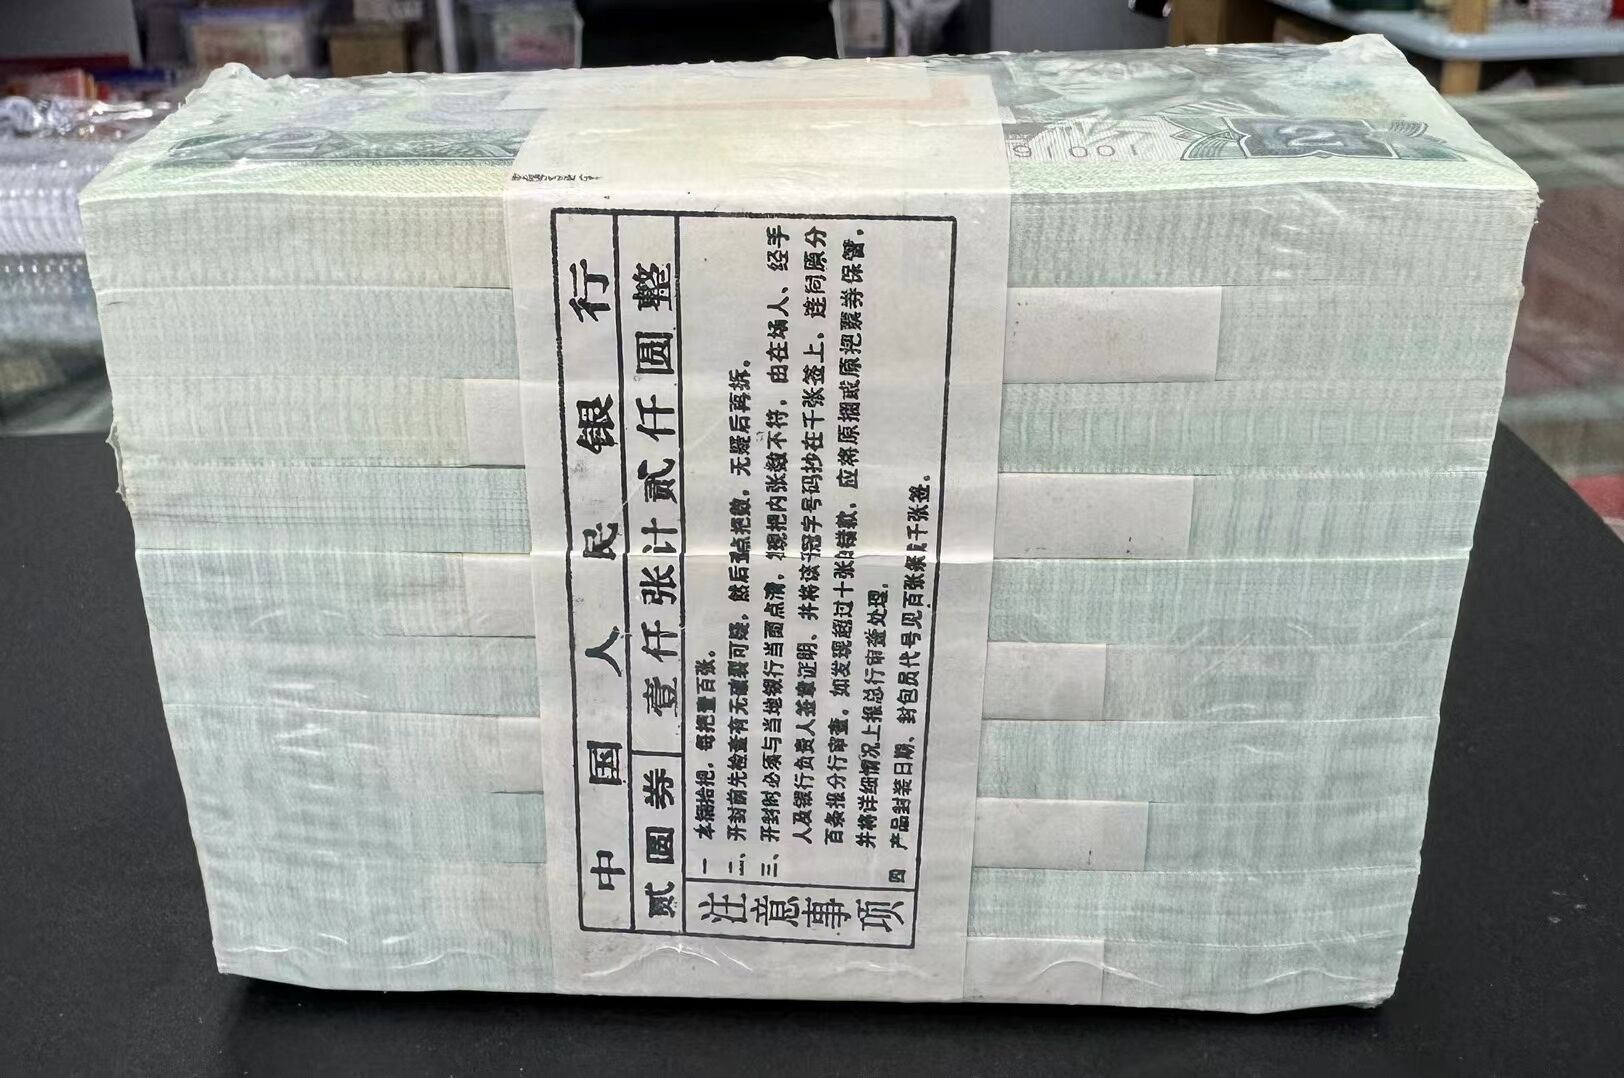 中国人民银行
贰圆券 壹仟张计贰仟圆整
注意事项
一 本捆拾把，每把壹百张。
二、开封前先检查有无破裂可疑，然后点把数，无疑后再拆。
三、开封时必须与当地银行当面点清，如发现把内张数不符，由在场人、经手
人及银行负责人签章证明、并将该冠字号码抄在千张签上，连同原分
百条报分行审查。如发现超过十张错款，应将原捆或原把票券保管，
并将详细情况上报总行审查处理。
四 产品封装日期、封包员代号见百张条及千张签。
2